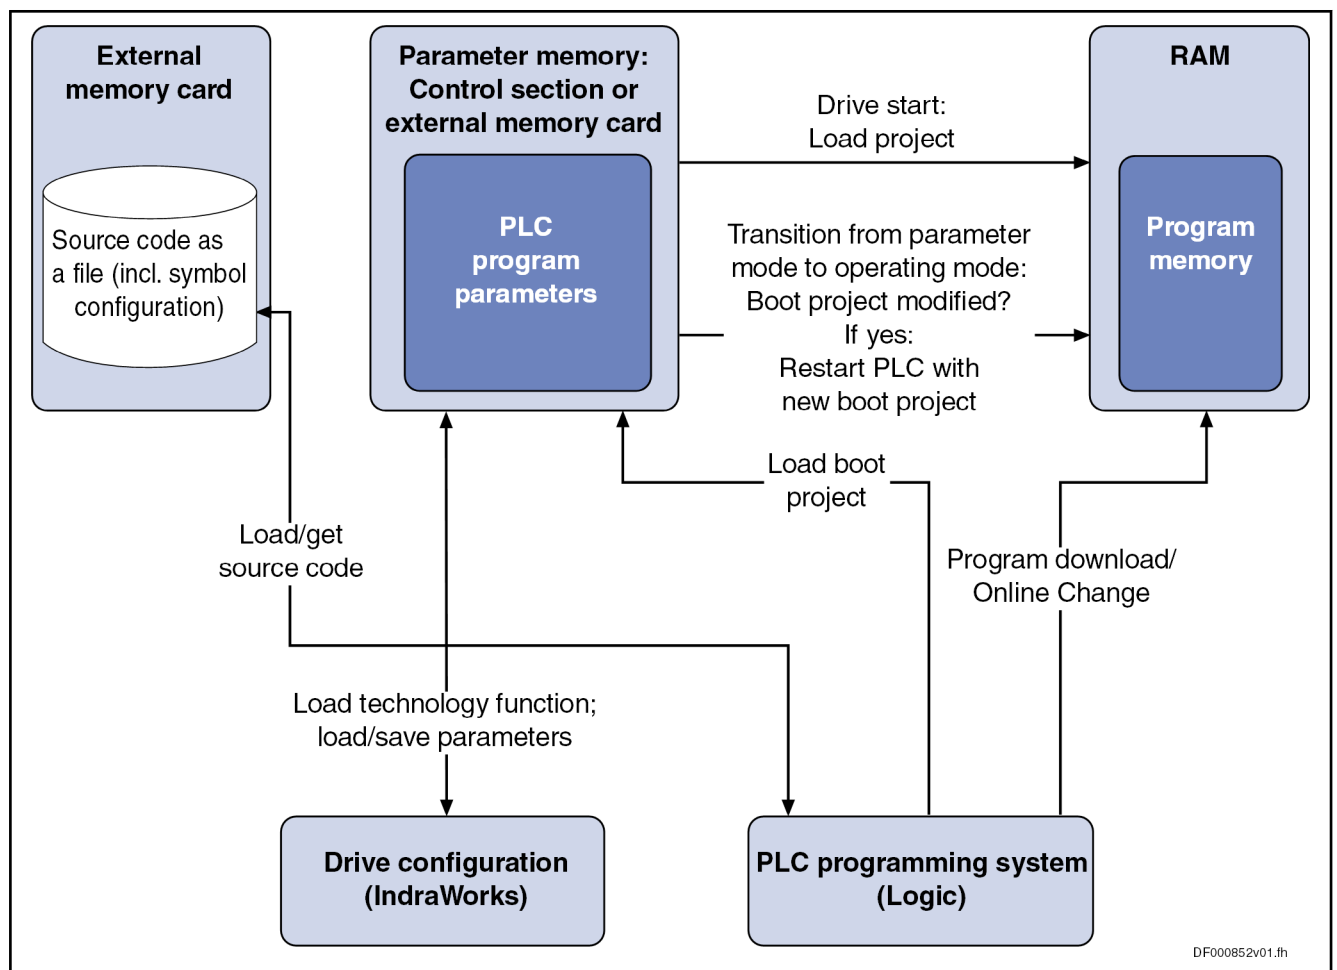 External
memory card
Source code as
a file (incl. symbol
configuration)
Parameter memory:
Control section or
external memory card
PLC
program
parameters
Drive start:
Load project
Transition from parameter
mode to operating mode:
Boot project modified?
If yes:
Restart PLC with
new boot project
RAM
Program
memory
Load boot
project
Load/get
source code
Program download/
Online Change
Load technology function;
load/save parameters
Drive configuration
(IndraWorks)
PLC programming system
(Logic)
DF000852v01.fh